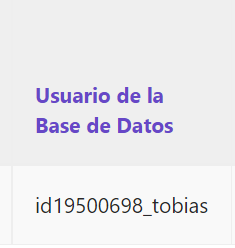 Usuario de la
Base de Datos
id19500698_tobias